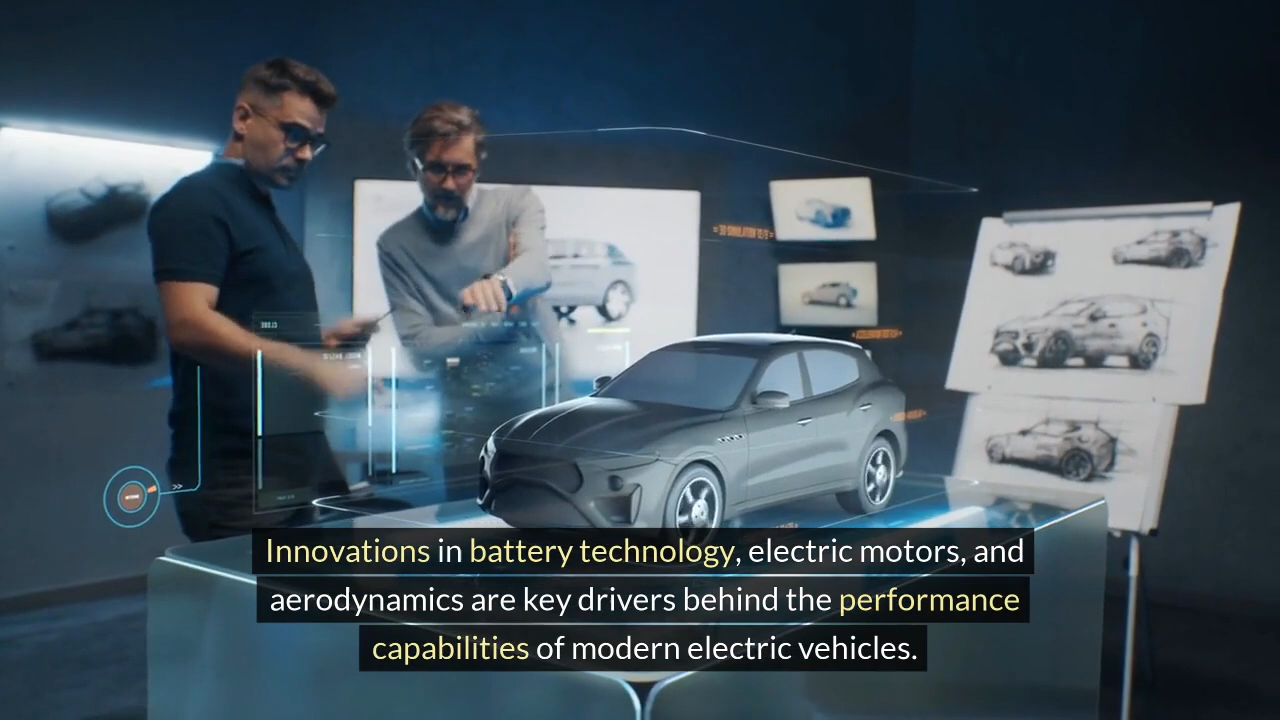 Innovations in battery technology, electric motors, and
aerodynamics are key drivers behind the performance
capabilities of modern electric vehicles.